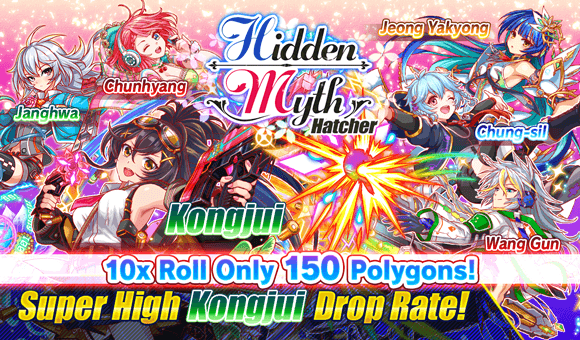 Hidden
Myth
Hatcher
Jeong Yakyong
Chunhyang
Janghwa
Chung-sil
Kongjui
Wang Gun
10x Roll Only 150 Polygons!
Super High Kongjui Drop Rate!